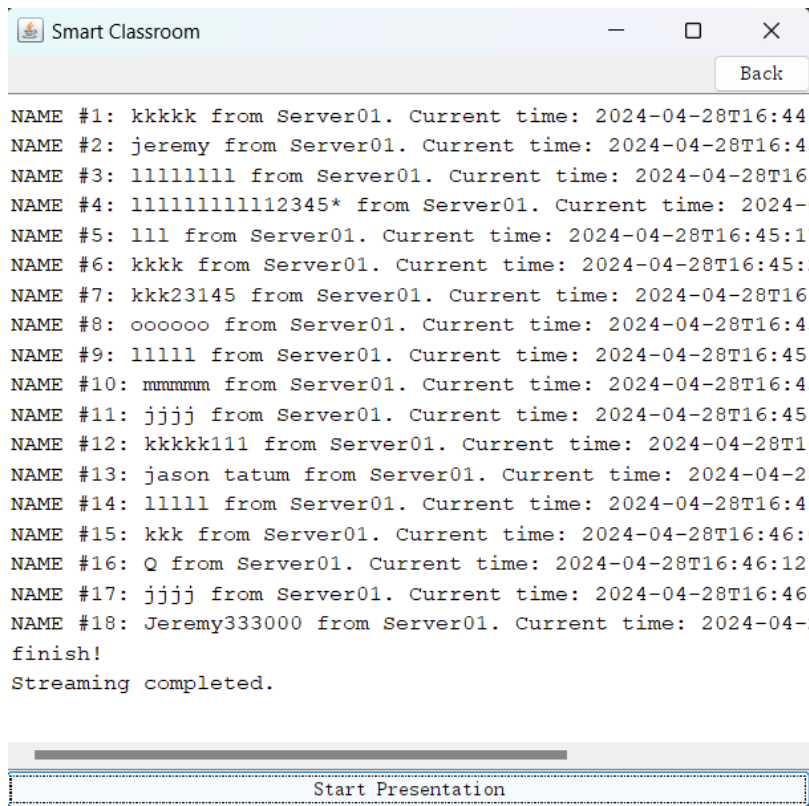 Smart Classroom
Back
NAME #1: kkkkk from Server01. Current time: 2024-04-28T16:44
NAME #2: jeremy from Server01. Current time: 2024-04-28T16:4
NAME #3: llllllll from Server01. Current time: 2024-04-28T16
NAME #4: llllllllllll12345* from Server01. Current time: 2024-
NAME #5: lll from Server01. Current time: 2024-04-28T16:45:1
NAME #6: kkkk from Server01. Current time: 2024-04-28T16:45:
NAME #7: kkk23145 from Server01. Current time: 2024-04-28T16
NAME #8: oooooo from Server01. Current time: 2024-04-28T16:4
NAME #9: lllll from Server01. Current time: 2024-04-28T16:45
NAME #10: mmmmm from Server01. Current time: 2024-04-28T16:4
NAME #11: jjjj from Server01. Current time: 2024-04-28T16:45
NAME #12: kkkkk111 from Server01. Current time: 2024-04-28T1
NAME #13: jason tatum from Server01. Current time: 2024-04-2
NAME #14: lllll from Server01. Current time: 2024-04-28T16:4
NAME #15: kkk from Server01. Current time: 2024-04-28T16:46:
NAME #16: Q from Server01. Current time: 2024-04-28T16:46:12
NAME #17: jjjj from Server01. Current time: 2024-04-28T16:46
NAME #18: Jeremy333000 from Server01. Current time: 2024-04-
finish!
Streaming completed.
Start Presentation